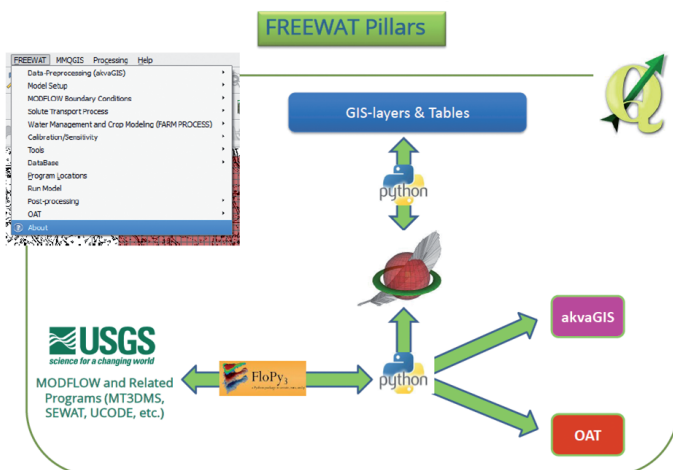 FREEWAT Pillars
FREEWAT MMQGIS Processing Help
Data-Preprocessing (akvaGIS)
Model Setup
MODFLOW Boundary Conditions
Solute Transport Process
Water Management and Crop Modeling (FARM PROCESS)
Calibration/Sensitivity
Tools
DataBase
Program Locations
Run Model
Post-processing
OAT
About
GIS-layers & Tables
python
akvaGIS
USGS
science for a changing world
FloPy3
python
MODFLOW and Related
Programs (MT3DMS,
SEWAT, UCODE, etc.)
OAT